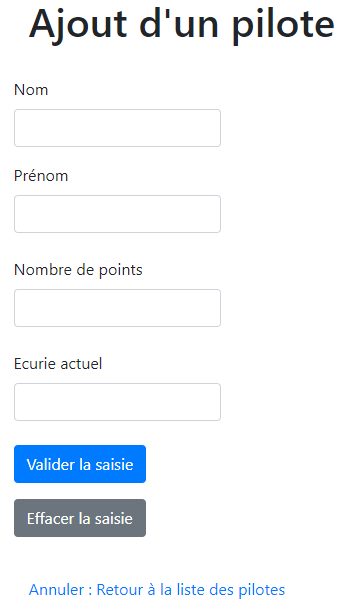 Ajout d'un pilote
Nom
Prénom
Nombre de points
Ecurie actuel
Valider la saisie
Effacer la saisie
Annuler : Retour à la liste des pilotes